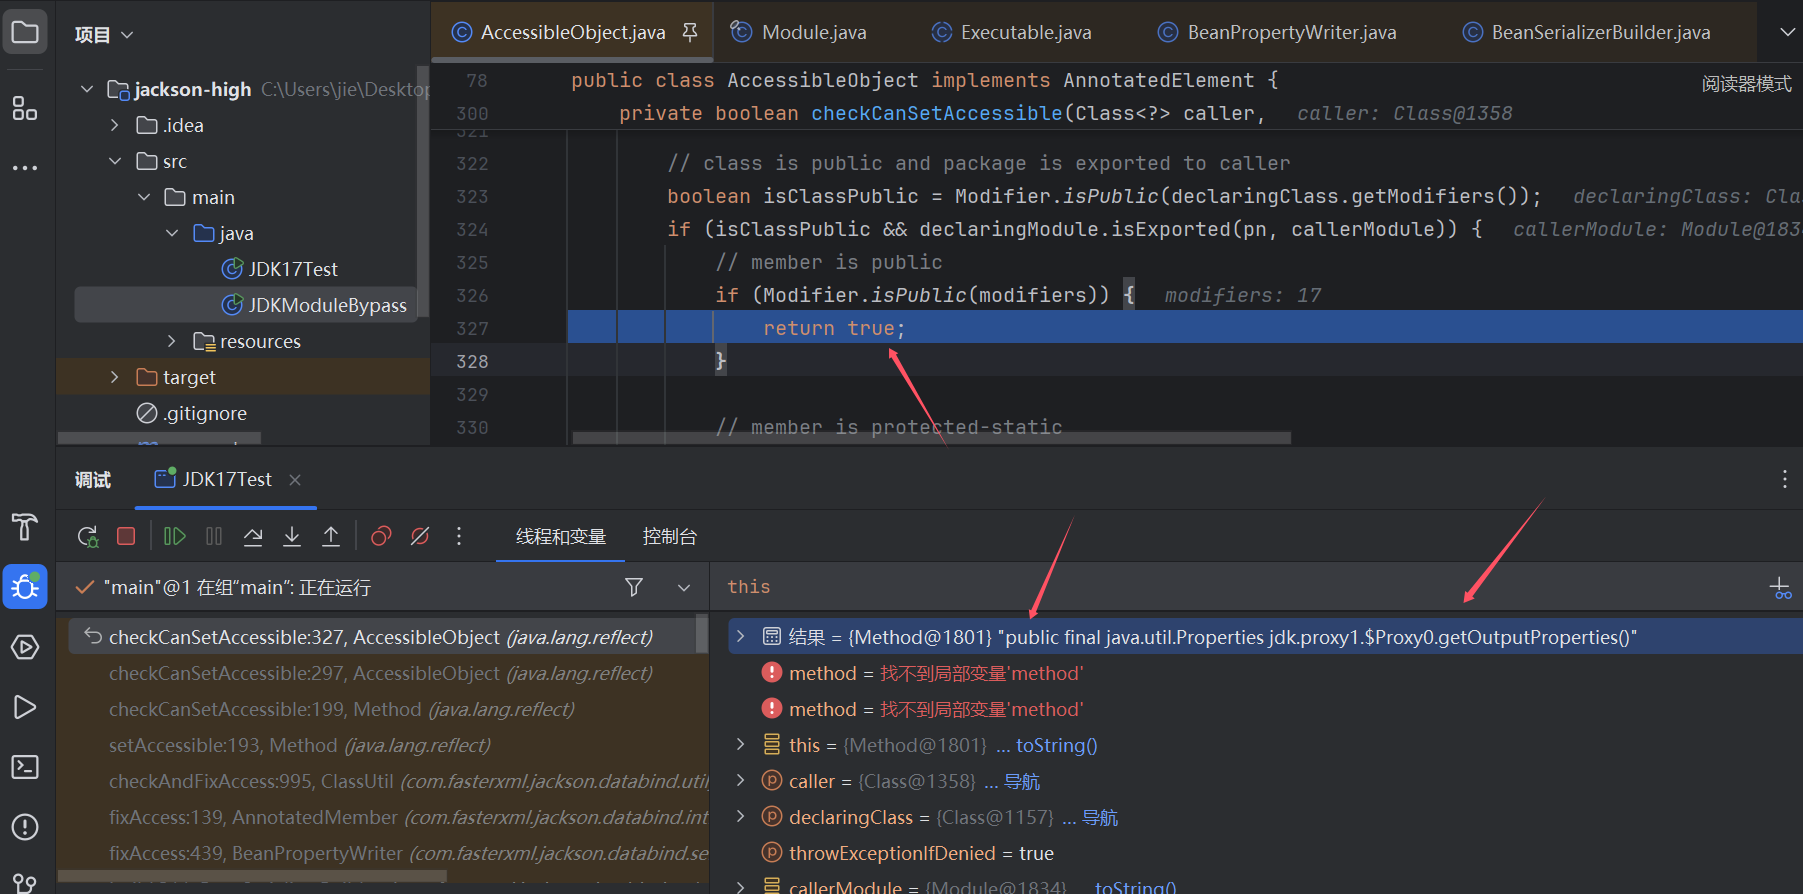 项目
AccessibleObject.java
Module.java
Executable.java
BeanPropertyWriter.java
BeanSerializerBuilder.java
jackson-high C:\Users\jie\Deskto
.idea
src
main
java
JDK17Test
JDKModuleBypass
resources
target
.gitignore
阅读器模式
78 public class AccessibleObject implements AnnotatedElement {
300 private boolean checkCanSetAccessible(Class<?> caller, caller: Class@1358
321
322 // class is public and package is exported to caller
323 boolean isClassPublic = Modifier.isPublic(declaringClass.getModifiers()); declaringClass: Cla
324 if (isClassPublic && declaringModule.isExported(pn, callerModule)) { callerModule: Module@183
325 // member is public
326 if (Modifier.isPublic(modifiers)) { modifiers: 17
327 return true;
328 }
329
330 // member is protected-static
调试
JDK17Test
线程和变量
控制台
"main"@1 在组“main”: 正在运行
checkCanSetAccessible:327, AccessibleObject (java.lang.reflect)
checkCanSetAccessible:297, AccessibleObject (java.lang.reflect)
checkCanSetAccessible:199, Method (java.lang.reflect)
setAccessible:193, Method (java.lang.reflect)
checkAndFixAccess:995, ClassUtil (com.fasterxml.jackson.databind.util
fixAccess:139, AnnotatedMember (com.fasterxml.jackson.databind.int
fixAccess:439, BeanPropertyWriter (com.fasterxml.jackson.databind.se
this
结果 = {Method@1801} "public final java.util.Properties jdk.proxy1.$Proxy0.getOutputProperties()"
method = 找不到局部变量'method'
method = 找不到局部变量'method'
this = {Method@1801} ... toString()
caller = {Class@1358} ... 导航
declaringClass = {Class@1157} ... 导航
throwExceptionIfDenied = true
callerModule = {Module@1834} ... toString()